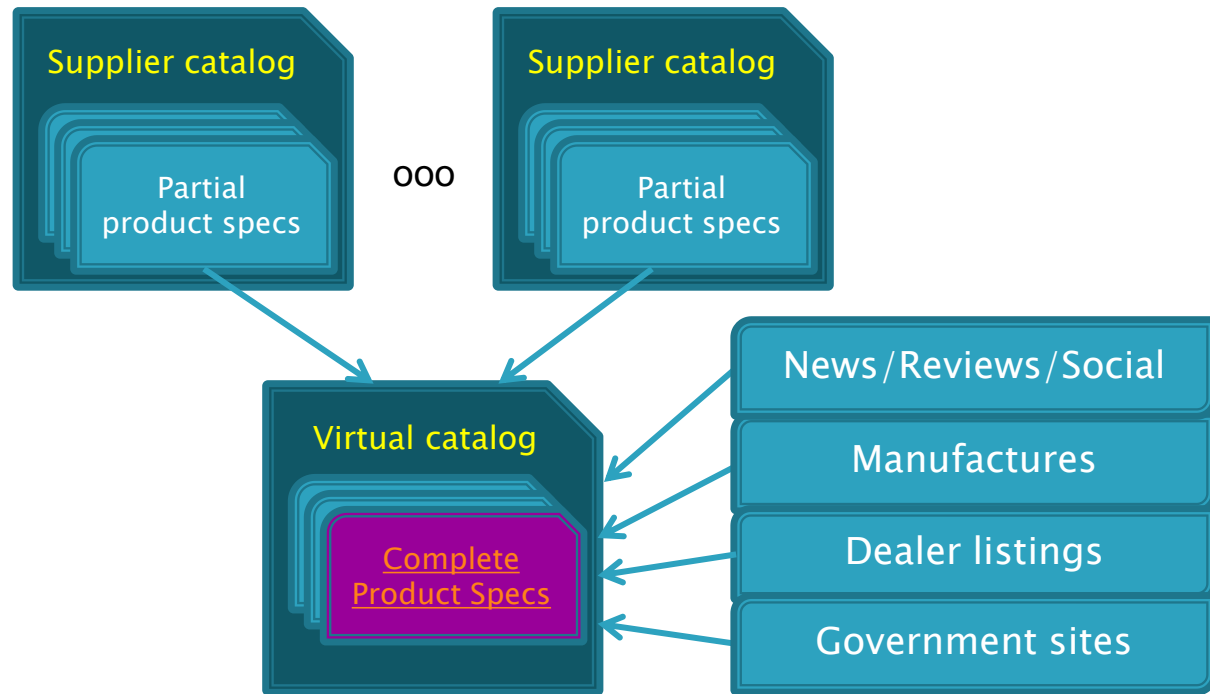 Supplier catalog
Partial
product specs
ooo
Supplier catalog
Partial
product specs
Virtual catalog
Complete
Product Specs
News/Reviews/Social
Manufactures
Dealer listings
Government sites